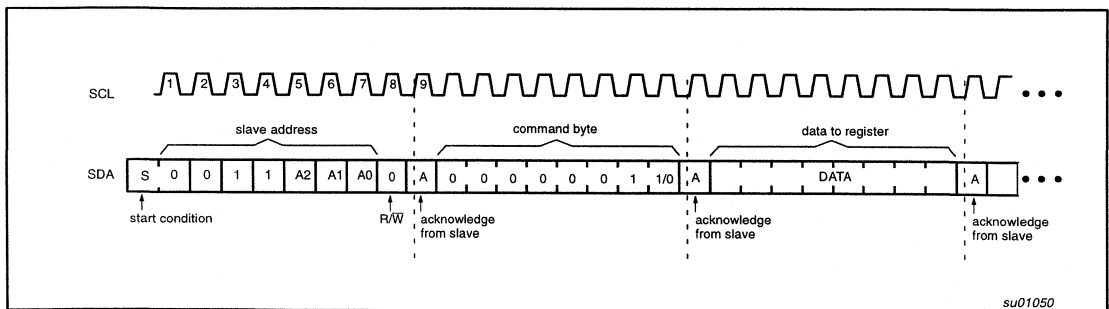 SCL 1 2 3 4 5 6 7 8 9
slave address command byte data to register
SDA S 0 0 1 1 A2 A1 A0 0 A 0 0 0 0 0 0 1 1/0 A DATA A
start condition R/W̅ acknowledge from slave acknowledge from slave acknowledge from slave
su01050